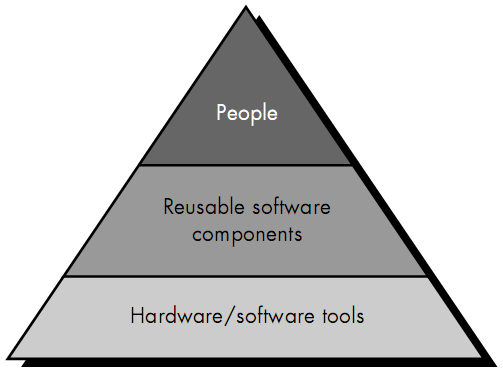 People
Reusable software
components
Hardware/software tools